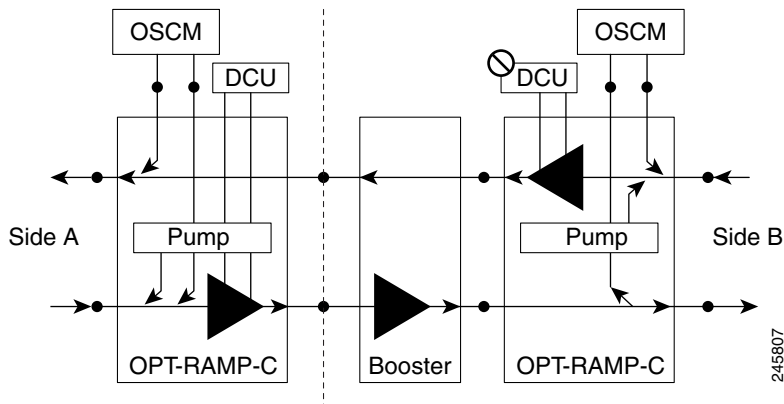 OSCM
OSCM
DCU
DCU
Side A
Pump
Pump
Side B
OPT-RAMP-C
Booster
OPT-RAMP-C
245807